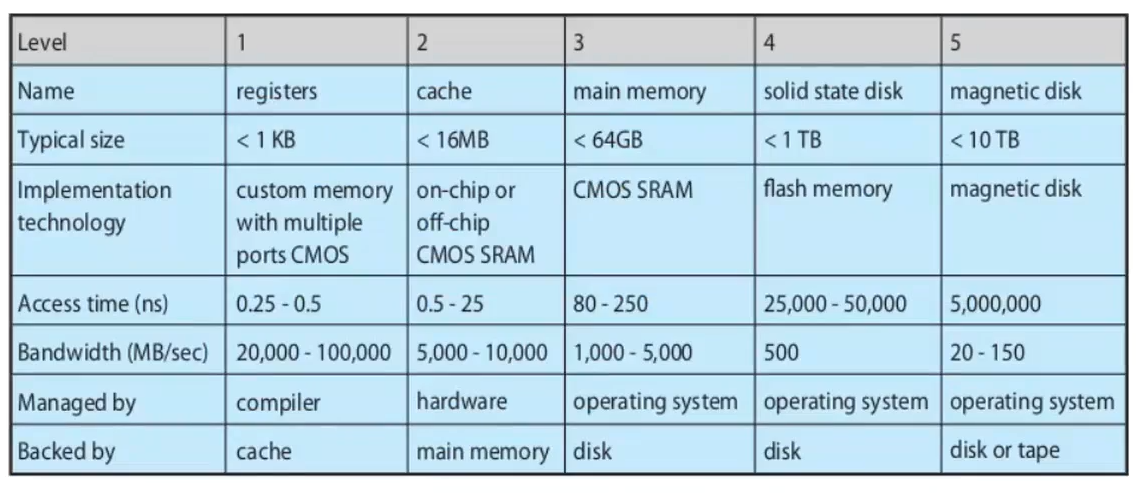 Level 1 2 3 4 5
Name registers cache main memory solid state disk magnetic disk
Typical size < 1 KB < 16MB < 64GB < 1 TB < 10 TB
Implementation custom memory on-chip or CMOS SRAM flash memory magnetic disk
technology with multiple off-chip
ports CMOS CMOS SRAM
Access time (ns) 0.25 - 0.5 0.5 - 25 80 - 250 25,000 - 50,000 5,000,000
Bandwidth (MB/sec) 20,000 - 100,000 5,000 - 10,000 1,000 - 5,000 500 20 - 150
Managed by compiler hardware operating system operating system operating system
Backed by cache main memory disk disk disk or tape